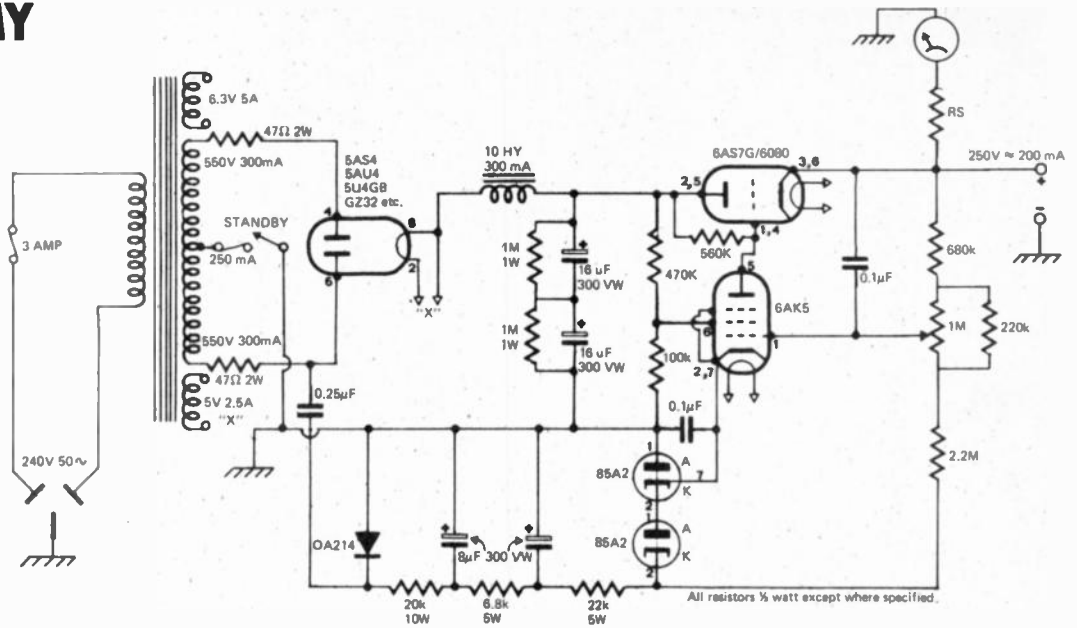 6.3V 5A
47Ω 2W
550V 300mA
5AS4
5AU4
5U4GB
GZ32 etc.
STANDBY
250 mA
3 AMP
550V 300mA
47Ω 2W
5V 2.5A
"X"
240V 50~
0.25µF
4
6
8
2
"X"
10 HY
300 mA
1M
1W
16 uF
300 VW
1M
1W
16 uF
300 VW
470K
100k
6AS7G/6080
2,5
3,6
1,4
560K
5
6AK5
6
1
2,7
0.1µF
RS
250V ≈ 200 mA
+
-
680k
0.1µF
1M
220k
2.2M
1
85A2
A
7
K
2
1
85A2
A
K
2
OA214
8µF 300 VW
20k
10W
6.8k
5W
22k
5W
All resistors ½ watt except where specified.